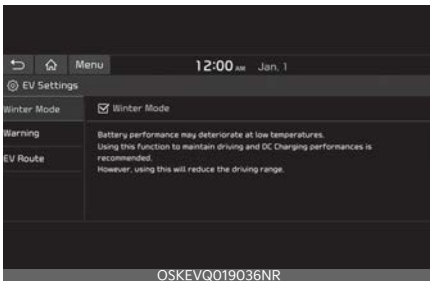 Menu 12:00 AM Jan. 1
EV Settings
Winter Mode Winter Mode
Warning
Battery performance may deteriorate at low temperatures.
Using this function to maintain driving and DC Charging performances is
EV Route
recommended.
However, using this will reduce the driving range.
OSKEVQ019036NR